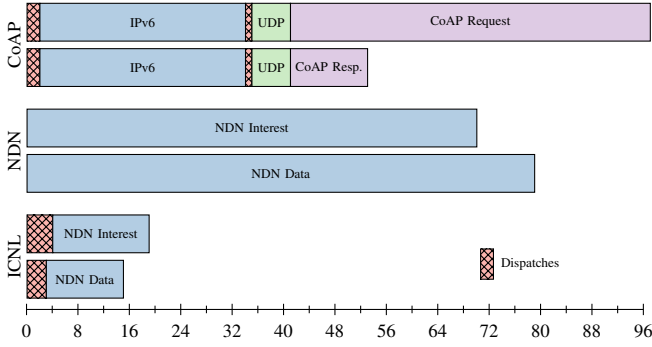 CoAP
IPv6
UDP
CoAP Request
IPv6
UDP
CoAP Resp.
NDN
NDN Interest
NDN Data
ICNL
NDN Interest
NDN Data
Dispatches
0 8 16 24 32 40 48 56 64 72 80 88 96